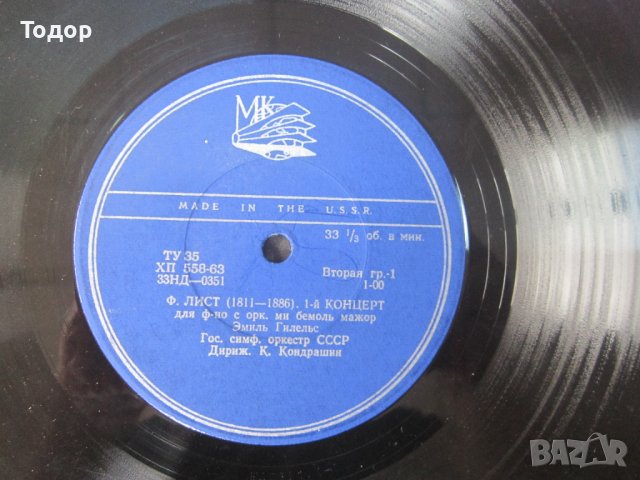 Тодор
МК
MADE IN THE U.S.S.R.
33 1/3 об. в мин.
ТУ 35
ХП 558-63
33НД—0351
Вторая гр.-1
1-00
Ф. ЛИСТ (1811—1886). 1-й КОНЦЕРТ
для ф-но с орк. ми бемоль мажор
Эмиль Гилельс
Гос. симф. оркестр СССР
Дириж. К. Кондрашин
BAZAR